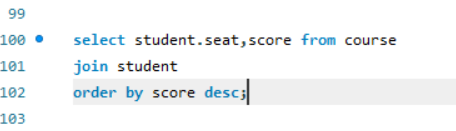 99
100 select student.seat,score from course
101 join student
102 order by score desc;
103